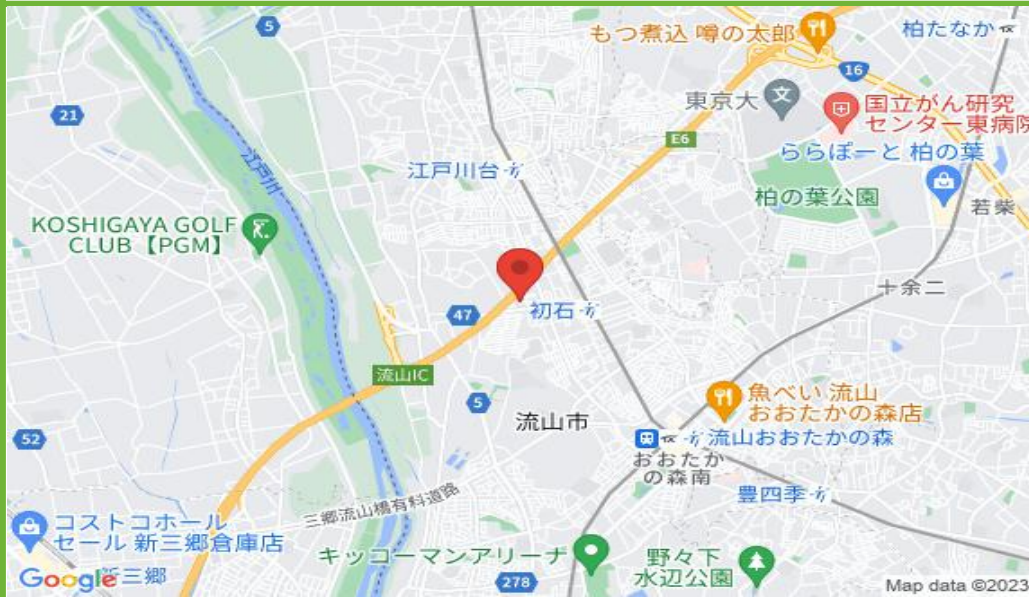 5
もつ煮込 噂の太郎
柏たなか
16
21
東京大
国立がん研究
センター東病院
E6
江戸川
江戸川台
ららぽーと 柏の葉
柏の葉公園
若柴
KOSHIGAYA GOLF
CLUB【PGM】
十余二
47
初石
流山IC
5
魚べい 流山
おおたかの森店
流山市
52
流山おおたかの森
おおたか
の森南
豊四季
三郷流山橋有料道路
コストコホール
セール 新三郷倉庫店
キッコーマンアリーナ
野々下
水辺公園
Google
新三郷
278
Map data ©2023